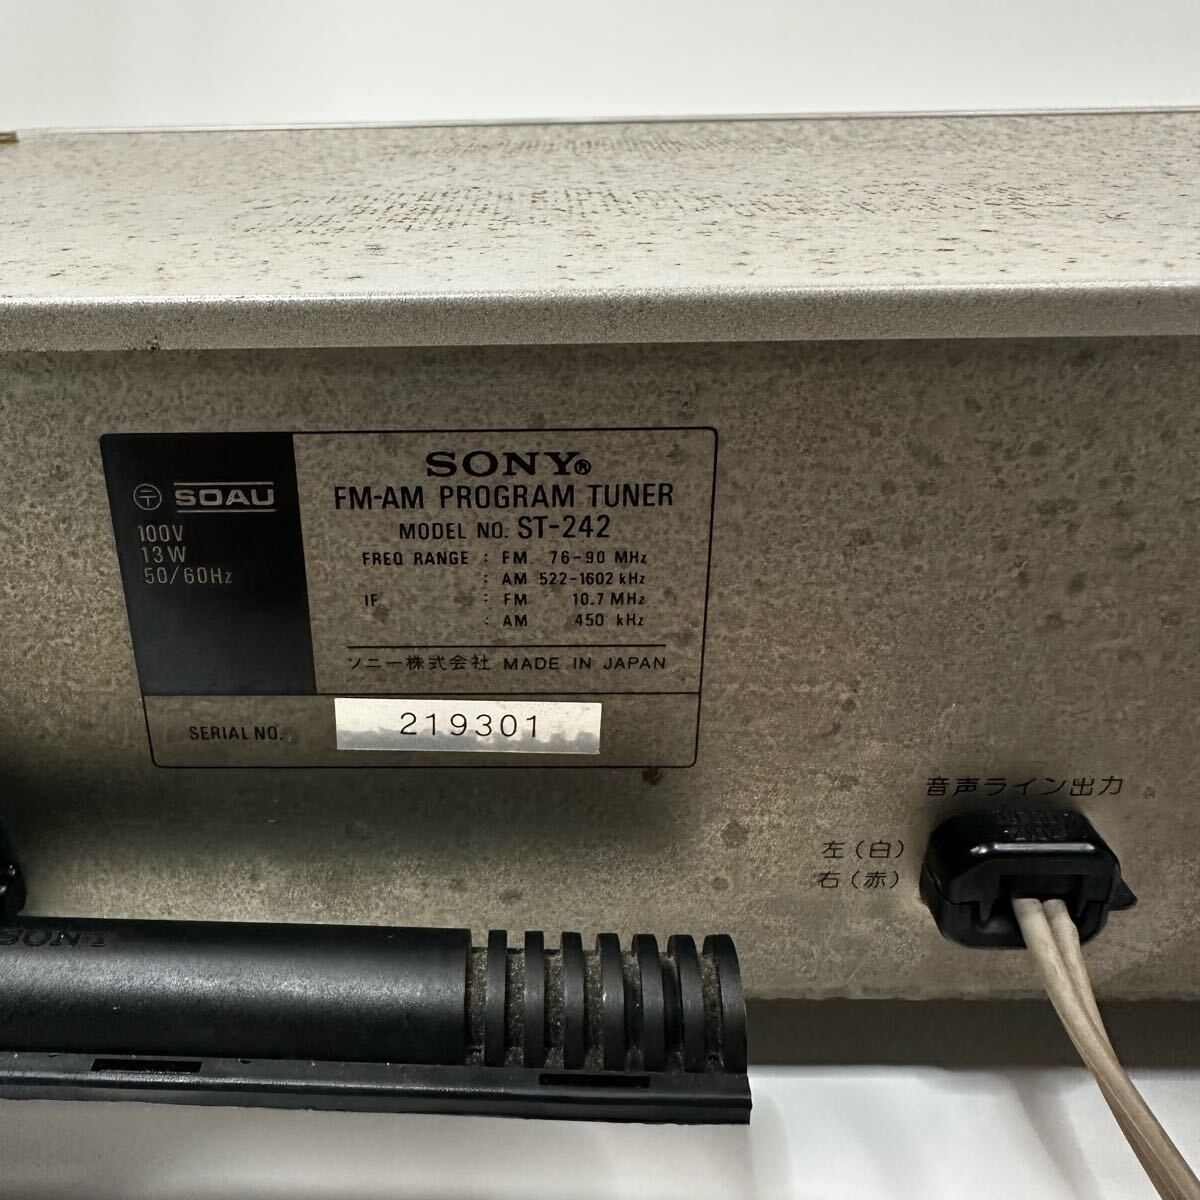 〒 SOAU
100V
13W
50/60Hz
SONY®
FM-AM PROGRAM TUNER
MODEL NO. ST-242
FREQ RANGE : FM 76-90 MHz
: AM 522-1602 kHz
IF : FM 10.7 MHz
: AM 450 kHz
ソニー株式会社 MADE IN JAPAN
SERIAL NO. 219301
音声ライン出力
左(白)
右(赤)
SONY